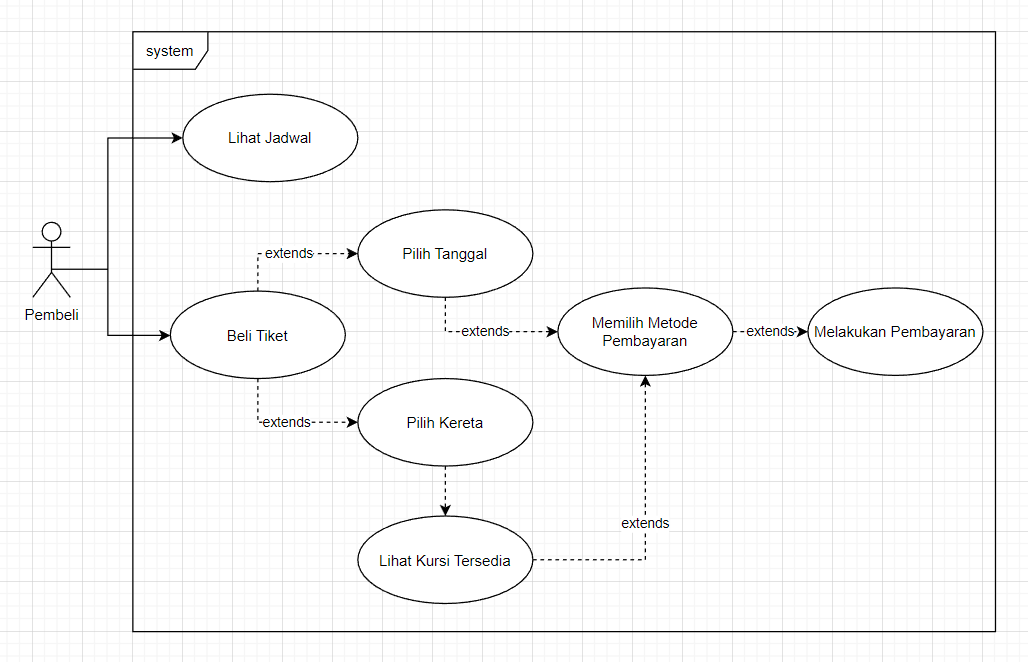 system
Lihat Jadwal
Pilih Tanggal
extends
Pembeli
Beli Tiket
extends
Memilih Metode
Pembayaran
extends
Melakukan Pembayaran
extends
Pilih Kereta
extends
Lihat Kursi Tersedia